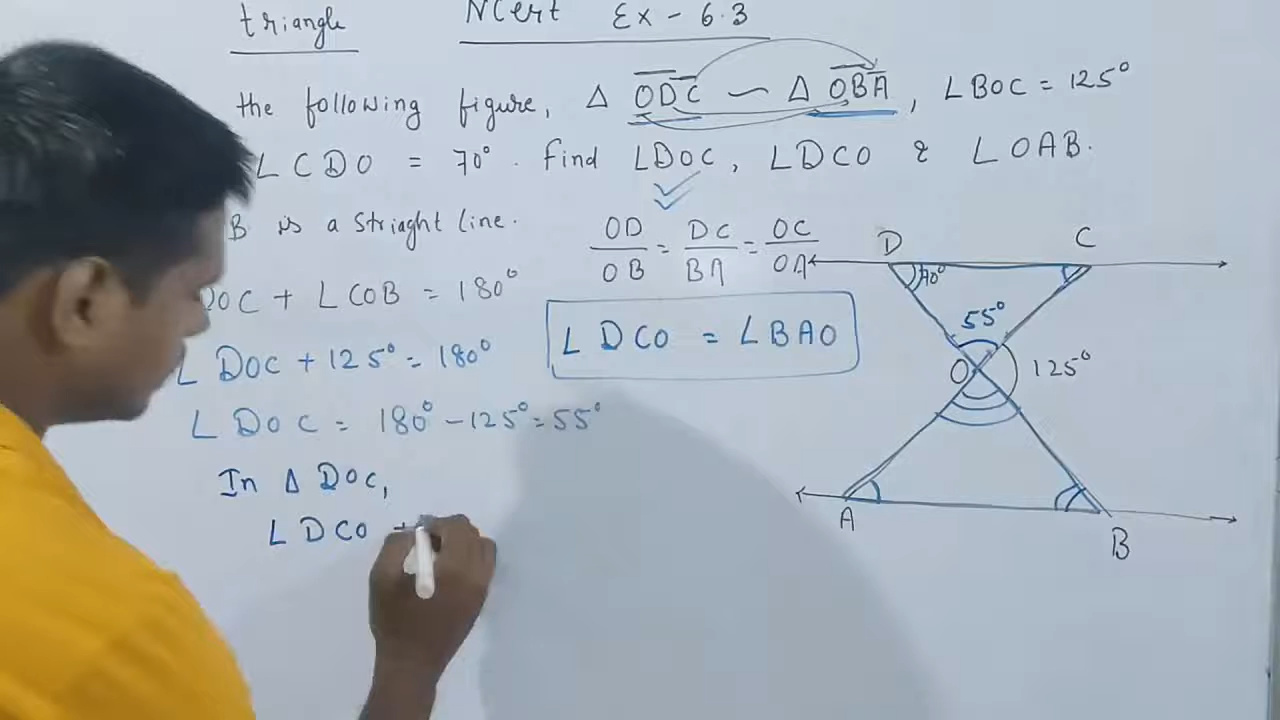 triangle NCert Ex - 6.3
the following figure, Δ ODC ~ Δ OBA, ∠BOC = 125°
∠CDO = 70°. Find ∠DOC, ∠DCO & ∠OAB.
B is a Striaght Line.
OD/OB = DC/BA = OC/OA
OC + ∠COB = 180°
∠DCO = ∠BAO
∠DOC + 125° = 180°
∠DOC = 180° - 125° = 55°
In Δ DOC,
∠DCO +
D C
70°
55°
O 125°
A
B